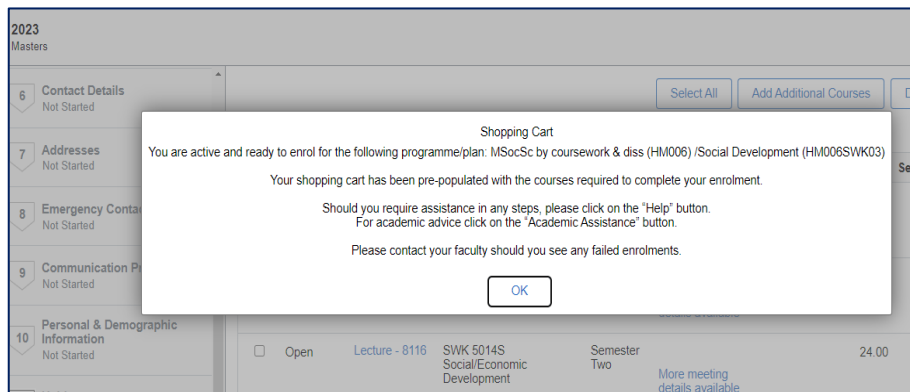 2023
Masters
6 Contact Details
Not Started
7 Addresses
Not Started
8 Emergency Conta
Not Started
9 Communication P
Not Started
10 Personal & Demographic
Information
Not Started
Select All
Add Additional Courses
Shopping Cart
You are active and ready to enrol for the following programme/plan: MSocSc by coursework & diss (HM006) /Social Development (HM006SWK03)
Your shopping cart has been pre-populated with the courses required to complete your enrolment.
Should you require assistance in any steps, please click on the "Help" button.
For academic advice click on the "Academic Assistance" button.
Please contact your faculty should you see any failed enrolments.
OK
Se
details available
Open
Lecture - 8116
SWK 5014S
Social/Economic
Development
Semester
Two
More meeting
details available
24.00